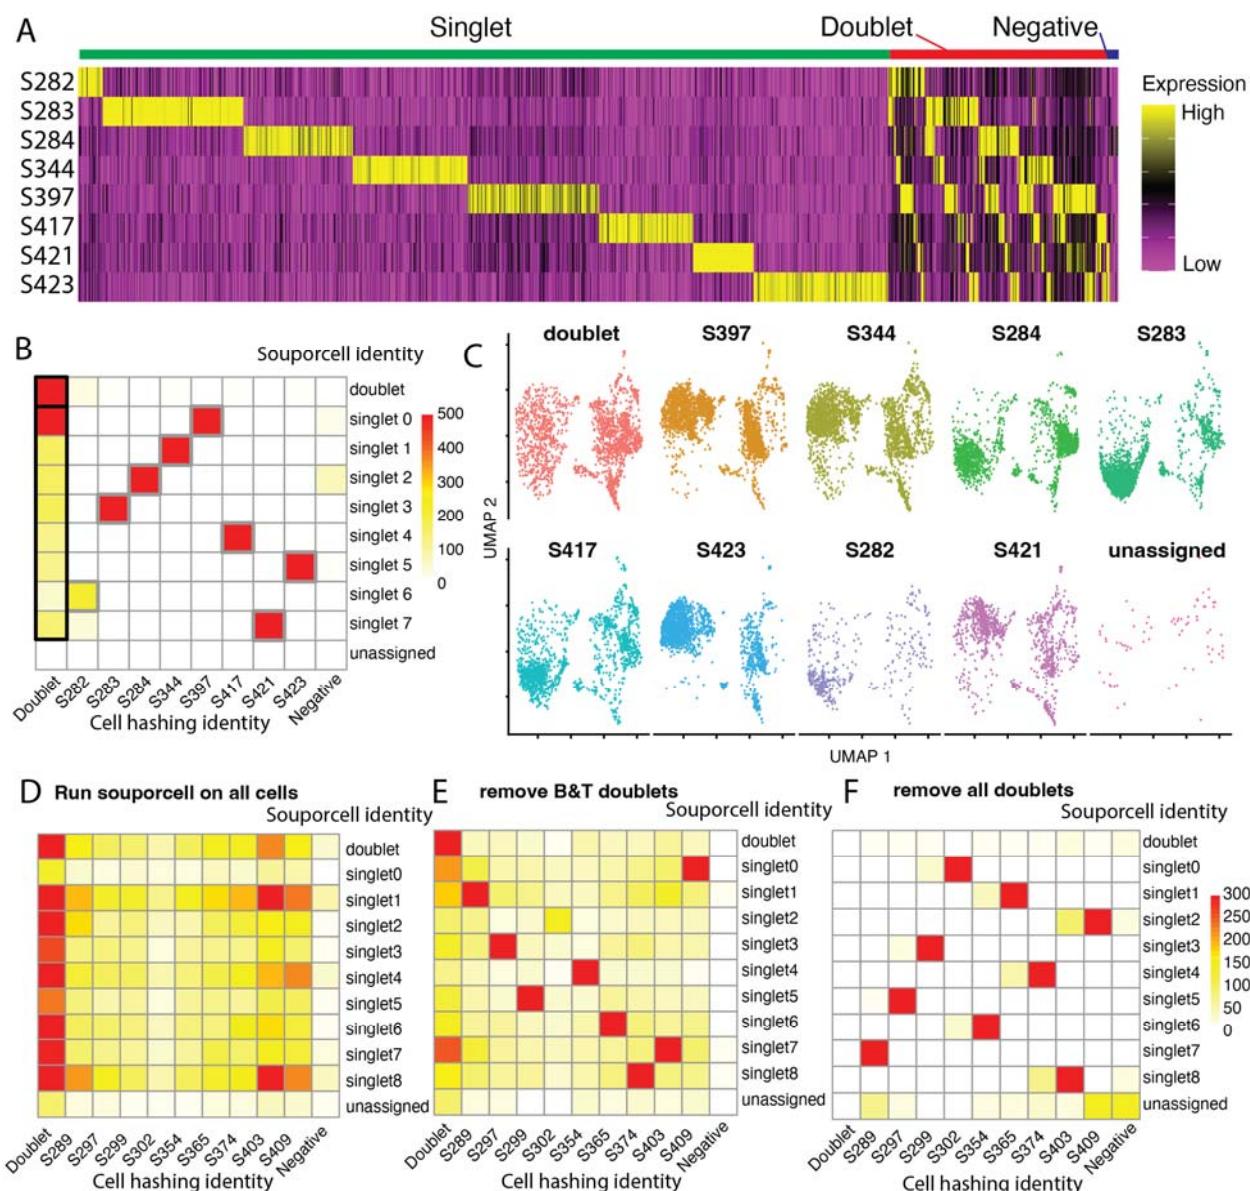 A
Singlet
Doublet
Negative
S282
S283
S284
S344
S397
S417
S421
S423
Expression
High
Low
B
Souporcell identity
doublet
singlet 0
singlet 1
singlet 2
singlet 3
singlet 4
singlet 5
singlet 6
singlet 7
unassigned
500
400
300
200
100
0
Doublet
S282
S283
S284
S344
S397
S417
S421
S423
Negative
Cell hashing identity
C
doublet
S397
S344
S284
S283
S417
S423
S282
S421
unassigned
UMAP 2
UMAP 1
D
Run souporcell on all cells
Souporcell identity
doublet
singlet0
singlet1
singlet2
singlet3
singlet4
singlet5
singlet6
singlet7
singlet8
unassigned
Doublet
S289
S297
S299
S302
S354
S365
S374
S403
S409
Negative
Cell hashing identity
E
remove B&T doublets
Souporcell identity
doublet
singlet0
singlet1
singlet2
singlet3
singlet4
singlet5
singlet6
singlet7
singlet8
unassigned
Doublet
S289
S297
S299
S302
S354
S365
S374
S403
S409
Negative
Cell hashing identity
F
remove all doublets
Souporcell identity
doublet
singlet0
singlet1
singlet2
singlet3
singlet4
singlet5
singlet6
singlet7
singlet8
unassigned
300
250
200
150
100
50
0
Doublet
S289
S297
S299
S302
S354
S365
S374
S403
S409
Negative
Cell hashing identity